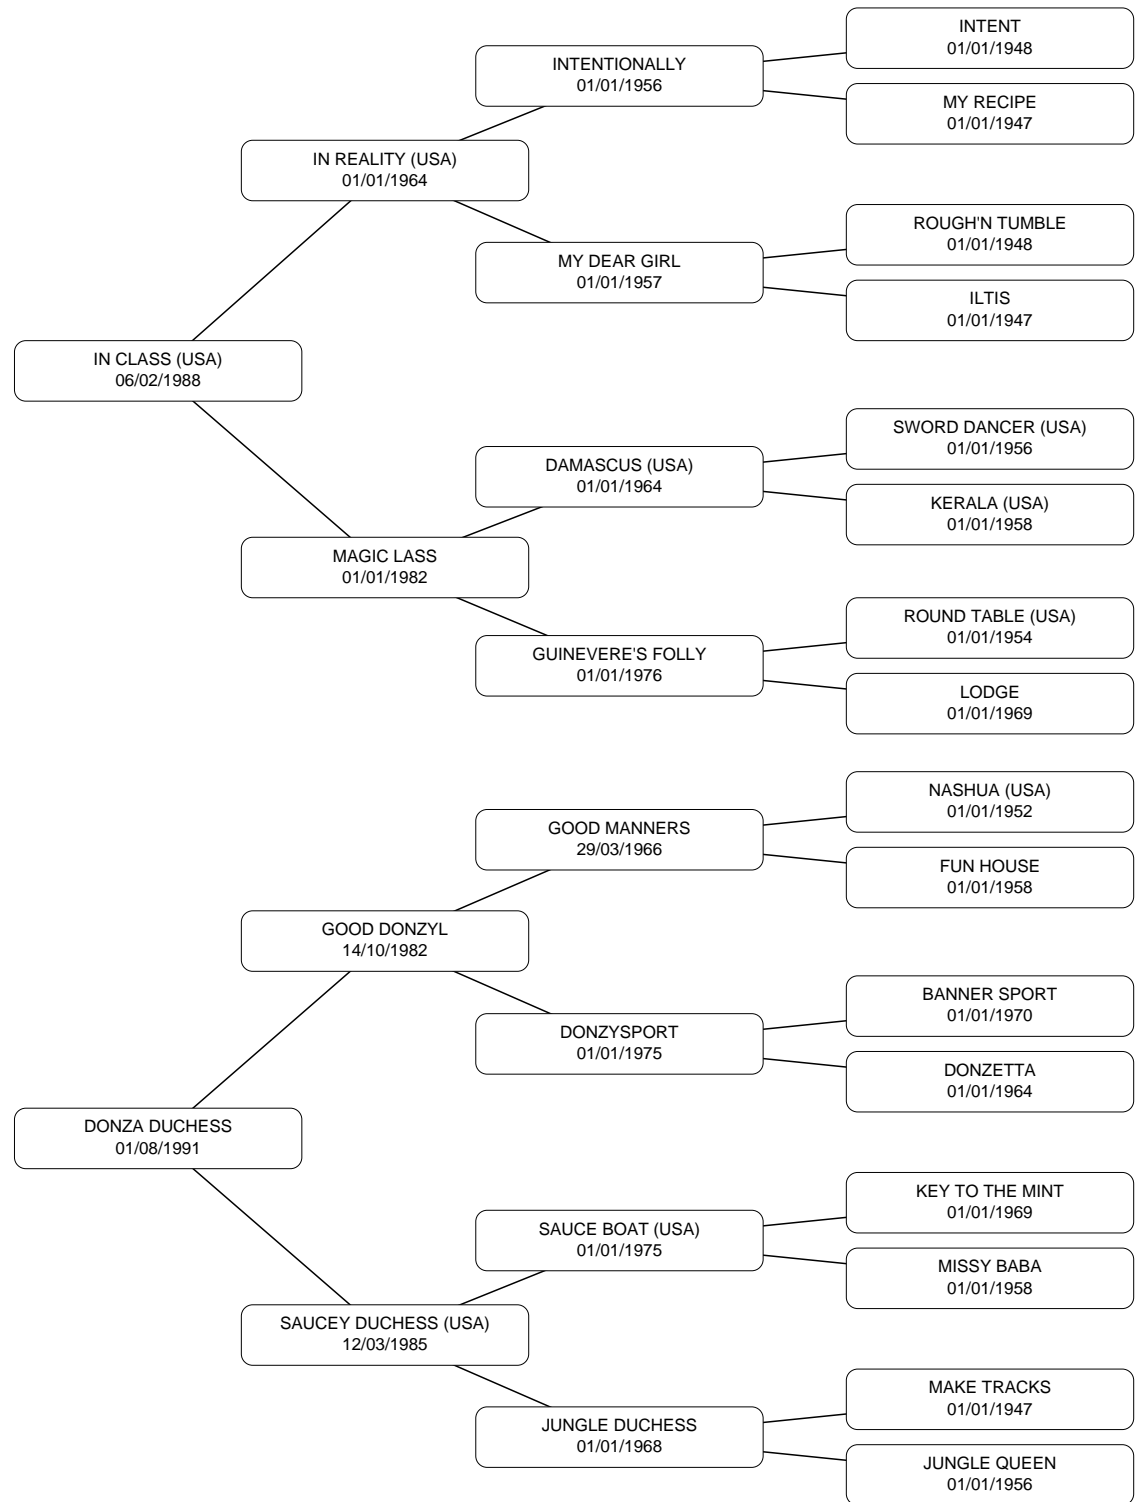 INTENT
01/01/1948
INTENTIONALLY
01/01/1956
MY RECIPE
01/01/1947
IN REALITY (USA)
01/01/1964
ROUGH'N TUMBLE
01/01/1948
MY DEAR GIRL
01/01/1957
ILTIS
01/01/1947
IN CLASS (USA)
06/02/1988
SWORD DANCER (USA)
01/01/1956
DAMASCUS (USA)
01/01/1964
KERALA (USA)
01/01/1958
MAGIC LASS
01/01/1982
ROUND TABLE (USA)
01/01/1954
GUINEVERE'S FOLLY
01/01/1976
LODGE
01/01/1969
NASHUA (USA)
01/01/1952
GOOD MANNERS
29/03/1966
FUN HOUSE
01/01/1958
GOOD DONZYL
14/10/1982
BANNER SPORT
01/01/1970
DONZYSPORT
01/01/1975
DONZETTA
01/01/1964
DONZA DUCHESS
01/08/1991
KEY TO THE MINT
01/01/1969
SAUCE BOAT (USA)
01/01/1975
MISSY BABA
01/01/1958
SAUCEY DUCHESS (USA)
12/03/1985
MAKE TRACKS
01/01/1947
JUNGLE DUCHESS
01/01/1968
JUNGLE QUEEN
01/01/1956